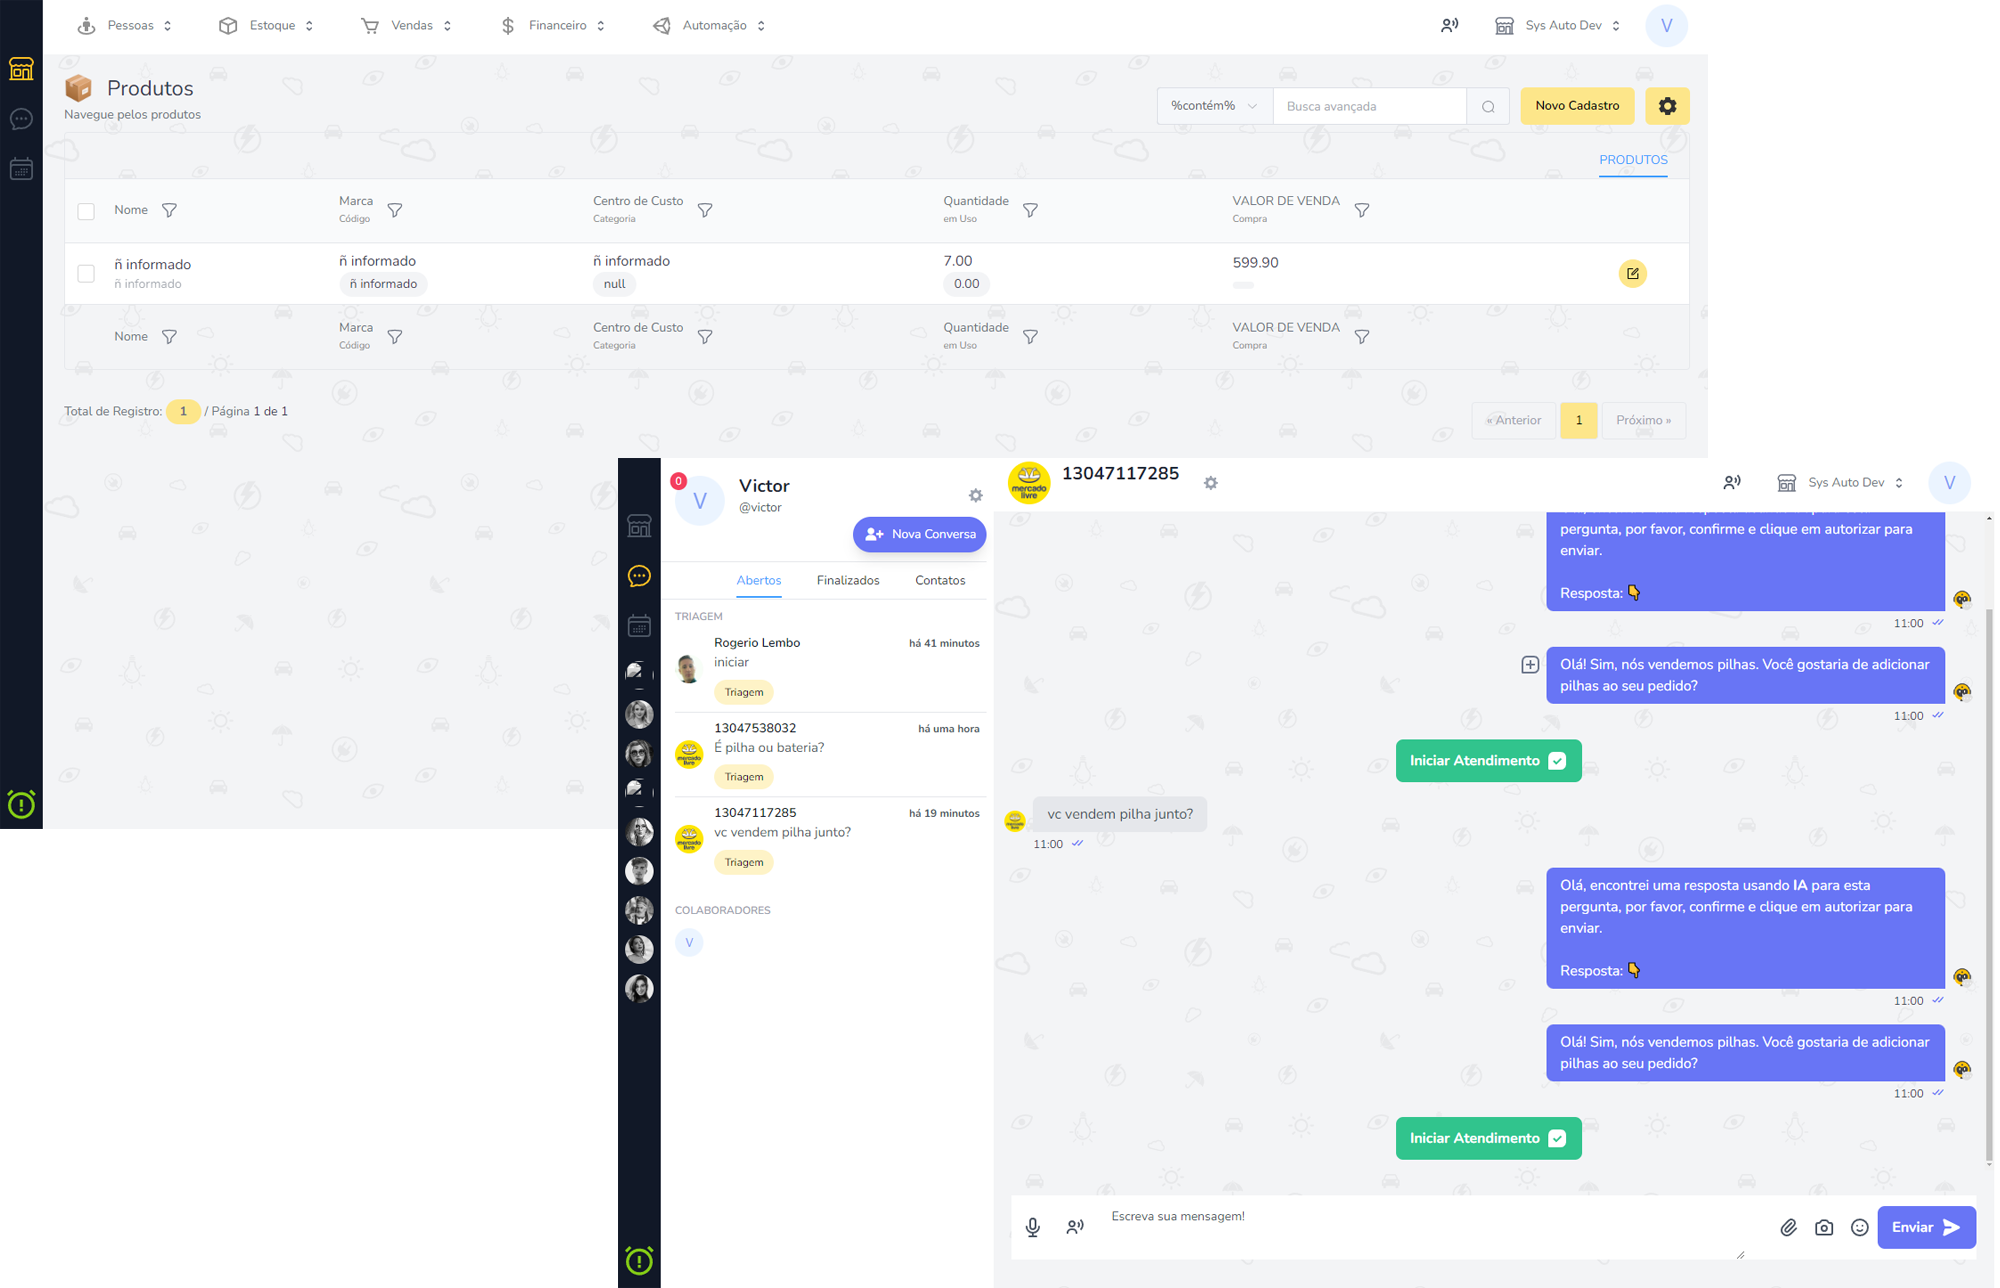 Pessoas
Estoque
Vendas
Financeiro
Automação
Sys Auto Dev
V
Produtos
Navegue pelos produtos
%contém%
Busca avançada
Novo Cadastro
PRODUTOS
Nome
Marca
Código
Centro de Custo
Categoria
Quantidade
em Uso
VALOR DE VENDA
Compra
ñ informado
ñ informado
ñ informado
ñ informado
ñ informado
null
7.00
0.00
599.90
Nome
Marca
Código
Centro de Custo
Categoria
Quantidade
em Uso
VALOR DE VENDA
Compra
Total de Registro: 1 / Página 1 de 1
« Anterior
1
Próximo »
0
V
Victor
@victor
Nova Conversa
Abertos
Finalizados
Contatos
TRIAGEM
Rogerio Lembo
há 41 minutos
iniciar
Triagem
13047538032
há uma hora
mercado livre
É pilha ou bateria?
Triagem
13047117285
há 19 minutos
mercado livre
vc vendem pilha junto?
Triagem
COLABORADORES
V
mercado
livre
13047117285
Sys Auto Dev
V
pergunta, por favor, confirme e clique em autorizar para
enviar.
Resposta:
11:00
Olá! Sim, nós vendemos pilhas. Você gostaria de adicionar
pilhas ao seu pedido?
11:00
Iniciar Atendimento
vc vendem pilha junto?
11:00
Olá, encontrei uma resposta usando IA para esta
pergunta, por favor, confirme e clique em autorizar para
enviar.
Resposta:
11:00
Olá! Sim, nós vendemos pilhas. Você gostaria de adicionar
pilhas ao seu pedido?
11:00
Iniciar Atendimento
Escreva sua mensagem!
Enviar